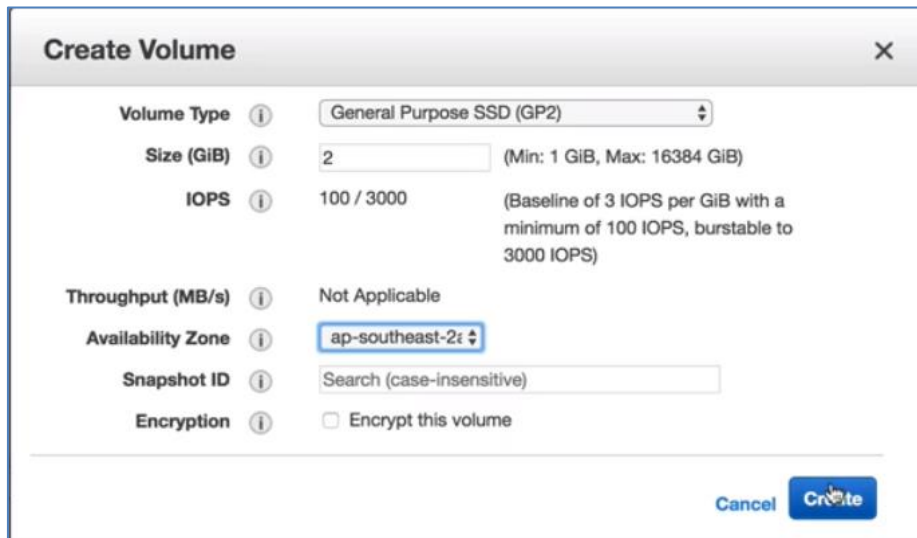 Create Volume
Volume Type General Purpose SSD (GP2)
Size (GiB) 2 (Min: 1 GiB, Max: 16384 GiB)
IOPS 100 / 3000 (Baseline of 3 IOPS per GiB with a
minimum of 100 IOPS, burstable to
3000 IOPS)
Throughput (MB/s) Not Applicable
Availability Zone ap-southeast-2a
Snapshot ID Search (case-insensitive)
Encryption Encrypt this volume
Cancel Create